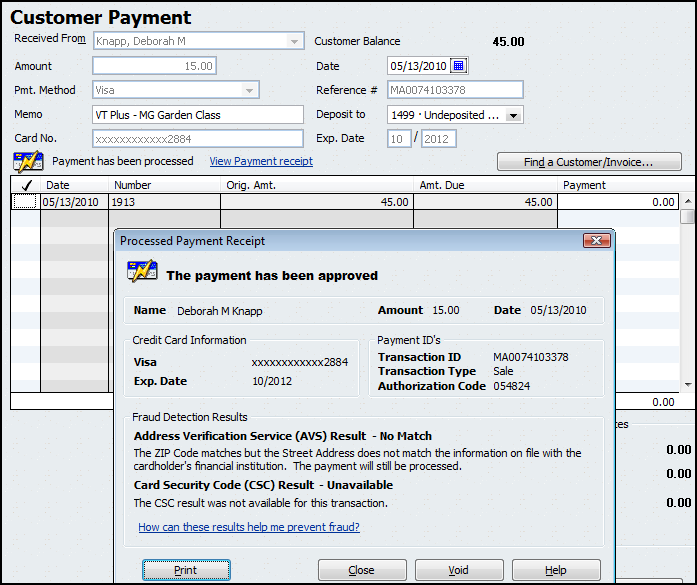 Customer Payment
Received From Knapp, Deborah M Customer Balance 45.00
Amount 15.00 Date 05/13/2010
Pmt. Method Visa Reference # MA0074103378
Memo VT Plus - MG Garden Class Deposit to 1499 · Undeposited ...
Card No. xxxxxxxxxxxx2884 Exp. Date 10 / 2012
Payment has been processed View Payment receipt Find a Customer/Invoice...
Date Number Orig. Amt. Amt. Due Payment
05/13/2010 1913 45.00 45.00 0.00
Processed Payment Receipt
The payment has been approved
Name Deborah M Knapp Amount 15.00 Date 05/13/2010
Credit Card Information Payment ID's
Visa xxxxxxxxxxxx2884 Transaction ID MA0074103378
Transaction Type Sale
Exp. Date 10/2012 Authorization Code 054824
0.00
Fraud Detection Results
Address Verification Service (AVS) Result - No Match
The ZIP Code matches but the Street Address does not match the information on file with the
cardholder's financial institution. The payment will still be processed.
Card Security Code (CSC) Result - Unavailable
The CSC result was not available for this transaction.
How can these results help me prevent fraud?
0.00
0.00
0.00
Print Close Void Help